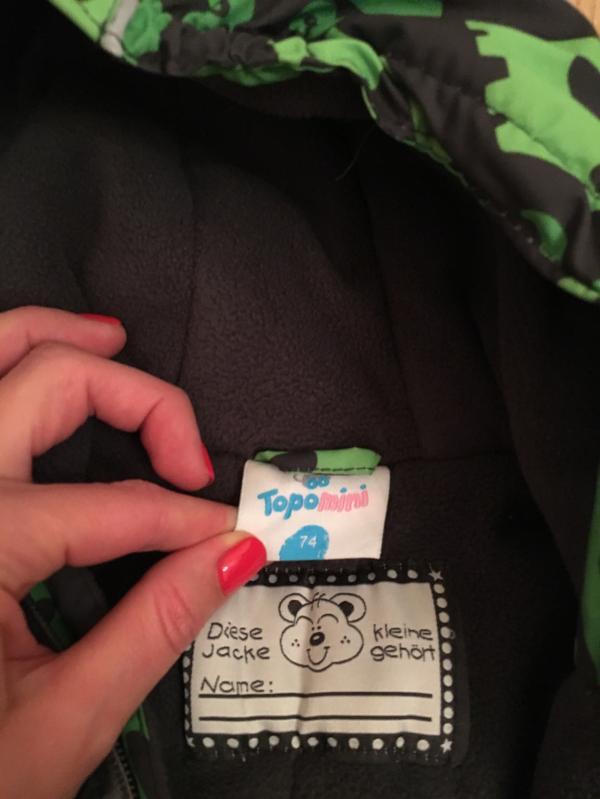 Topomini
74
Diese kleine
Jacke gehört
Name: